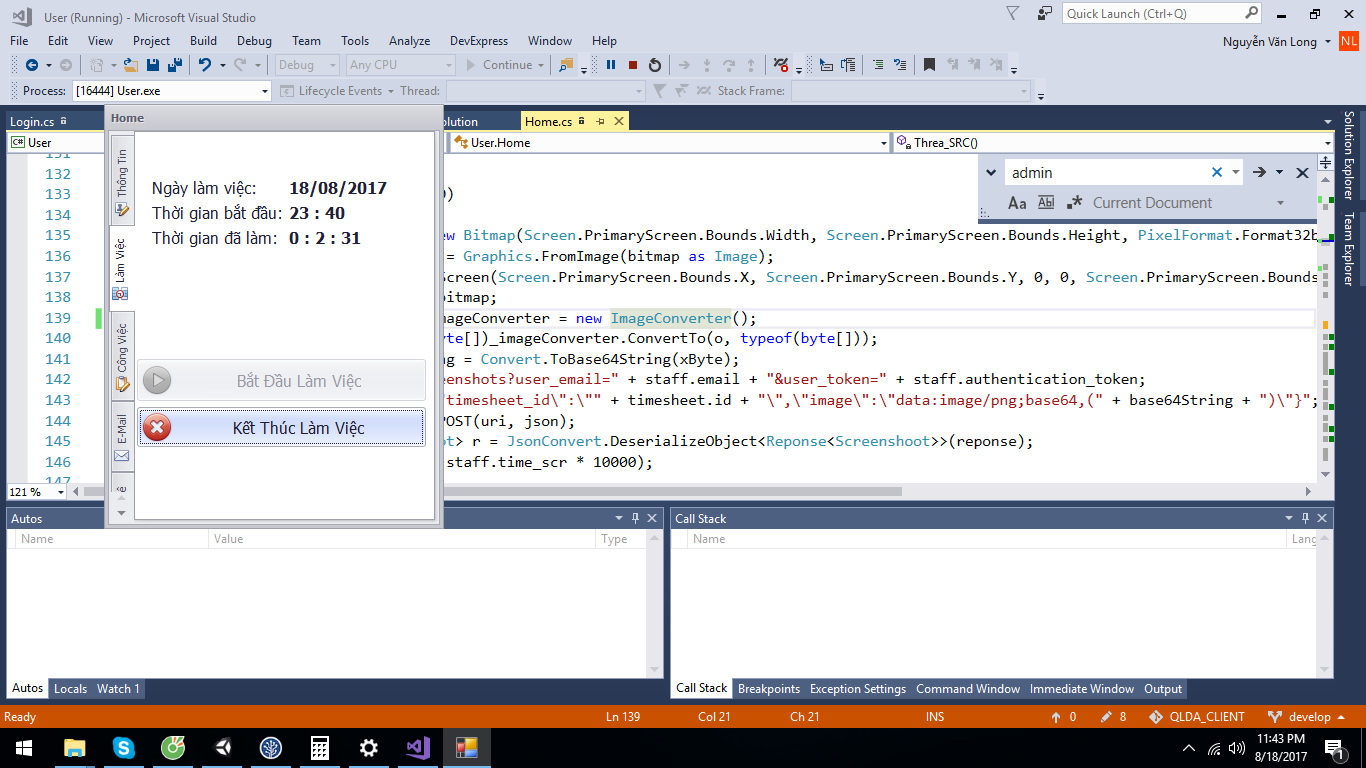 User (Running) - Microsoft Visual Studio
Quick Launch (Ctrl+Q)
File Edit View Project Build Debug Team Tools Analyze DevExpress Window Help
Nguyễn Văn Long NL
Debug Any CPU Continue
Process: [16444] User.exe Lifecycle Events Thread: Stack Frame:
Home
Login.cs olution Home.cs
User User.Home Threa_SRC()
Thông Tin
Làm Việc
Công Việc
E-Mail
Ngày làm việc: 18/08/2017
Thời gian bắt đầu: 23 : 40
Thời gian đã làm: 0 : 2 : 31
Bắt Đầu Làm Việc
Kết Thúc Làm Việc
admin
Aa Ab Current Document
131
132
133 )
134
135 w Bitmap(Screen.PrimaryScreen.Bounds.Width, Screen.PrimaryScreen.Bounds.Height, PixelFormat.Format32b
136 = Graphics.FromImage(bitmap as Image);
137 Screen(Screen.PrimaryScreen.Bounds.X, Screen.PrimaryScreen.Bounds.Y, 0, 0, Screen.PrimaryScreen.Bounds
138 bitmap;
139 mageConverter = new ImageConverter();
140 te[])_imageConverter.ConvertTo(o, typeof(byte[]));
141 ng = Convert.ToBase64String(xByte);
142 eenshots?user_email=" + staff.email + "&user_token=" + staff.authentication_token;
143 "timesheet_id\":\"" + timesheet.id + "\",\"image\":\"data:image/png;base64,(" + base64String + ")\"}";
144 POST(uri, json);
145 ot> r = JsonConvert.DeserializeObject<Reponse<Screenshoot>>(reponse);
146 staff.time_scr * 10000);
147
121 %
Solution Explorer
Team Explorer
Autos
Name Value Type
Autos Locals Watch 1
Call Stack
Name Lang
Call Stack Breakpoints Exception Settings Command Window Immediate Window Output
Ready Ln 139 Col 21 Ch 21 INS 0 8 QLDA_CLIENT develop
11:43 PM
8/18/2017
1